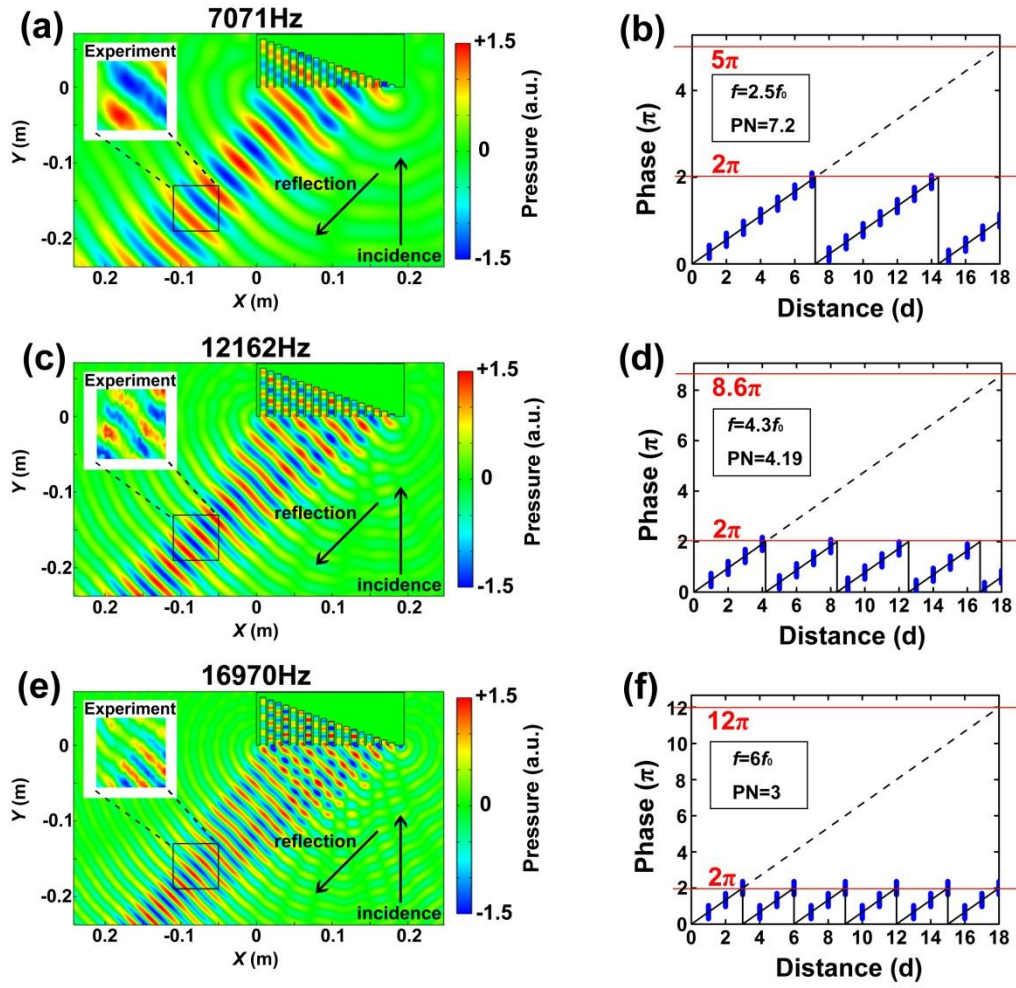 (a)
7071Hz
Experiment
reflection
incidence
0
-0.1
-0.2
Y (m)
0.2
-0.1
0
0.1
0.2
X (m)
+1.5
0
-1.5
Pressure (a.u.)
(b)
5π
f=2.5f₀
PN=7.2
2π
4
2
0
Phase (π)
0 2 4 6 8 10 12 14 16 18
Distance (d)
(c)
12162Hz
Experiment
reflection
incidence
0
-0.1
-0.2
Y (m)
0.2
-0.1
0
0.1
0.2
X (m)
+1.5
0
-1.5
Pressure (a.u.)
(d)
8.6π
f=4.3f₀
PN=4.19
2π
8
6
4
2
0
Phase (π)
0 2 4 6 8 10 12 14 16 18
Distance (d)
(e)
16970Hz
Experiment
reflection
incidence
0
-0.1
-0.2
Y (m)
0.2
-0.1
0
0.1
0.2
X (m)
+1.5
0
-1.5
Pressure (a.u.)
(f)
12π
f=6f₀
PN=3
2π
12
10
8
6
4
2
0
Phase (π)
0 2 4 6 8 10 12 14 16 18
Distance (d)